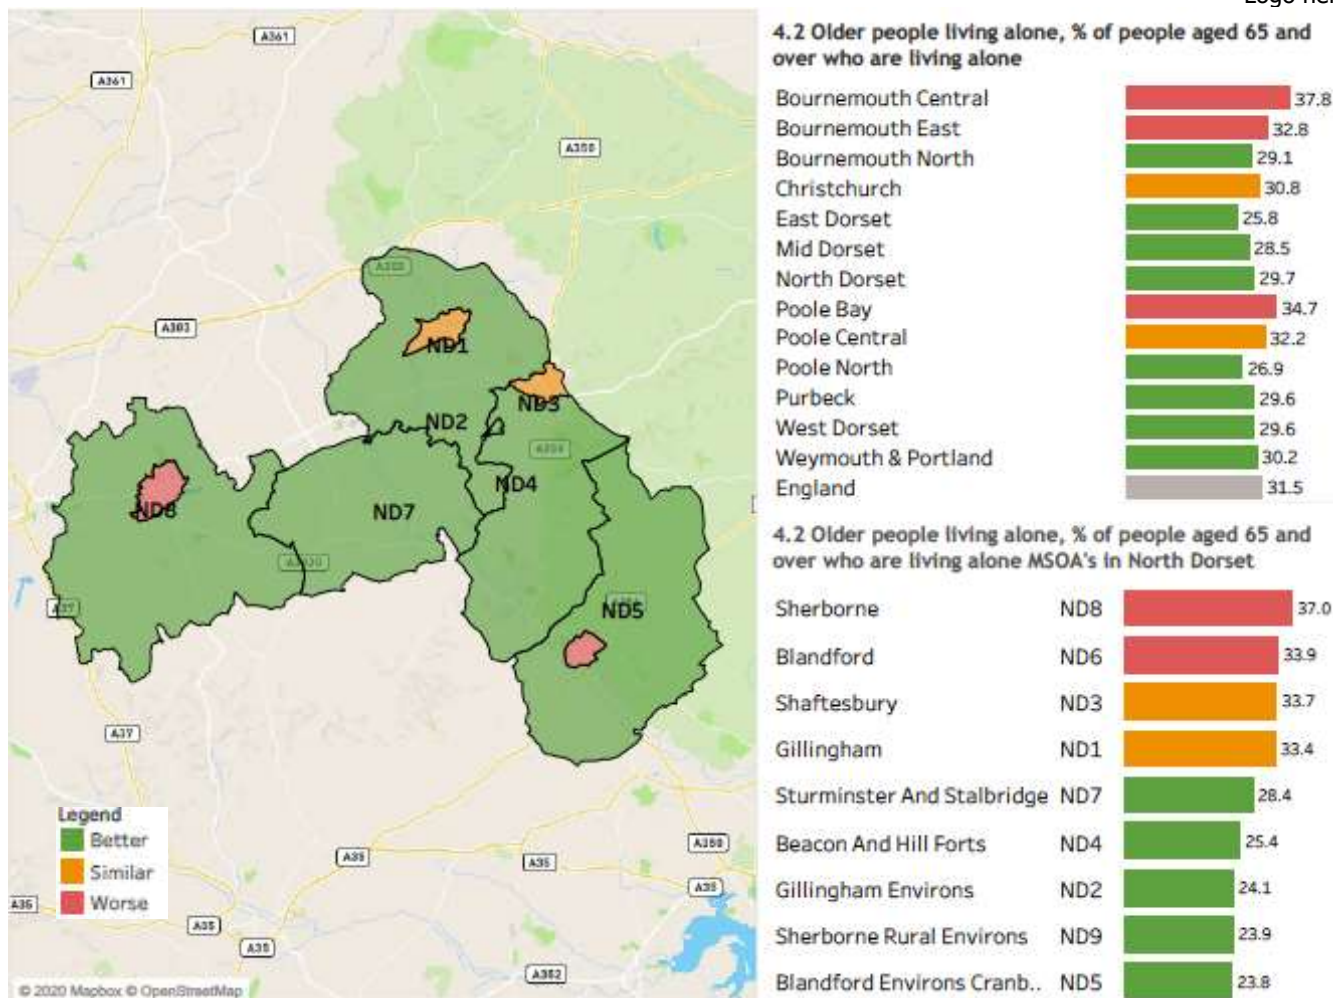 4.2 Older people living alone, % of people aged 65 and
over who are living alone
Bournemouth Central 37.8
Bournemouth East 32.8
Bournemouth North 29.1
Christchurch 30.8
East Dorset 25.8
Mid Dorset 28.5
North Dorset 29.7
Poole Bay 34.7
Poole Central 32.2
Poole North 26.9
Purbeck 29.6
West Dorset 29.6
Weymouth & Portland 30.2
England 31.5
4.2 Older people living alone, % of people aged 65 and
over who are living alone MSOA's in North Dorset
Sherborne ND8 37.0
Blandford ND6 33.9
Shaftesbury ND3 33.7
Gillingham ND1 33.4
Sturminster And Stalbridge ND7 28.4
Beacon And Hill Forts ND4 25.4
Gillingham Environs ND2 24.1
Sherborne Rural Environs ND9 23.9
Blandford Environs Cranb.. ND5 23.8
A361
A361
A350
A303
ND1
ND3
ND2
ND4
ND8
ND7
ND5
A37
A37
Legend
Better
Similar
Worse
A35
A35
A350
A35
A35
A35
A35
A352
© 2020 Mapbox © OpenStreetMap